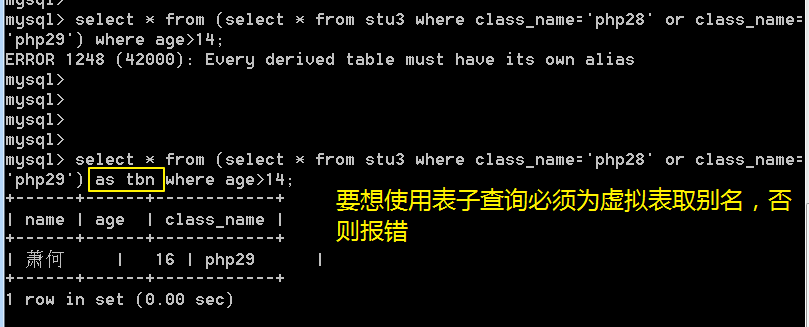 mysql>
mysql> select * from (select * from stu3 where class_name='php28' or class_name=
'php29') where age>14;
ERROR 1248 (42000): Every derived table must have its own alias
mysql>
mysql>
mysql>
mysql>
mysql> select * from (select * from stu3 where class_name='php28' or class_name=
'php29') as tbn where age>14;
+------+------+------------+
| name | age  | class_name |
+------+------+------------+
| 萧何    |   16 | php29      |
+------+------+------------+
1 row in set (0.00 sec)
要想使用表子查询必须为虚拟表取别名，否
则报错